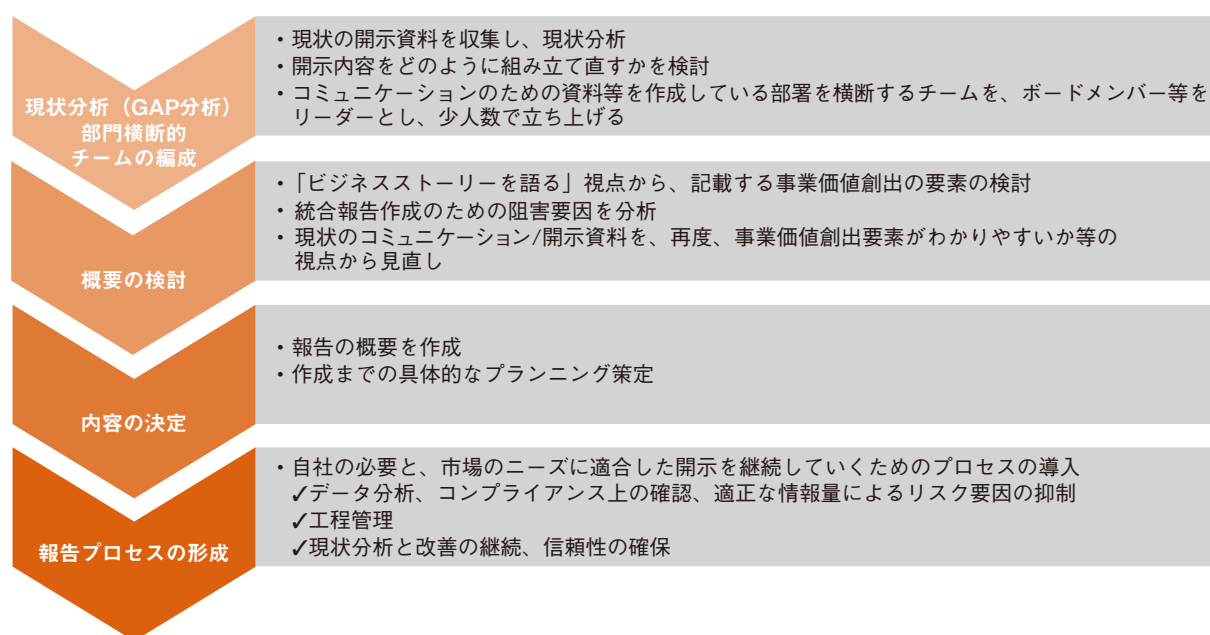 現状分析（GAP分析）
部門横断的
チームの編成
・現状の開示資料を収集し、現状分析
・開示内容をどのように組み立て直すかを検討
・コミュニケーションのための資料等を作成している部署を横断するチームを、ボードメンバー等を
リーダーとし、少人数で立ち上げる
概要の検討
・「ビジネスストーリーを語る」視点から、記載する事業価値創出の要素の検討
・統合報告作成のための阻害要因を分析
・現状のコミュニケーション/開示資料を、再度、事業価値創出要素がわかりやすいか等の
視点から見直し
内容の決定
・報告の概要を作成
・作成までの具体的なプランニング策定
報告プロセスの形成
・自社の必要と、市場のニーズに適合した開示を継続していくためのプロセスの導入
✓データ分析、コンプライアンス上の確認、適正な情報量によるリスク要因の抑制
✓工程管理
✓現状分析と改善の継続、信頼性の確保